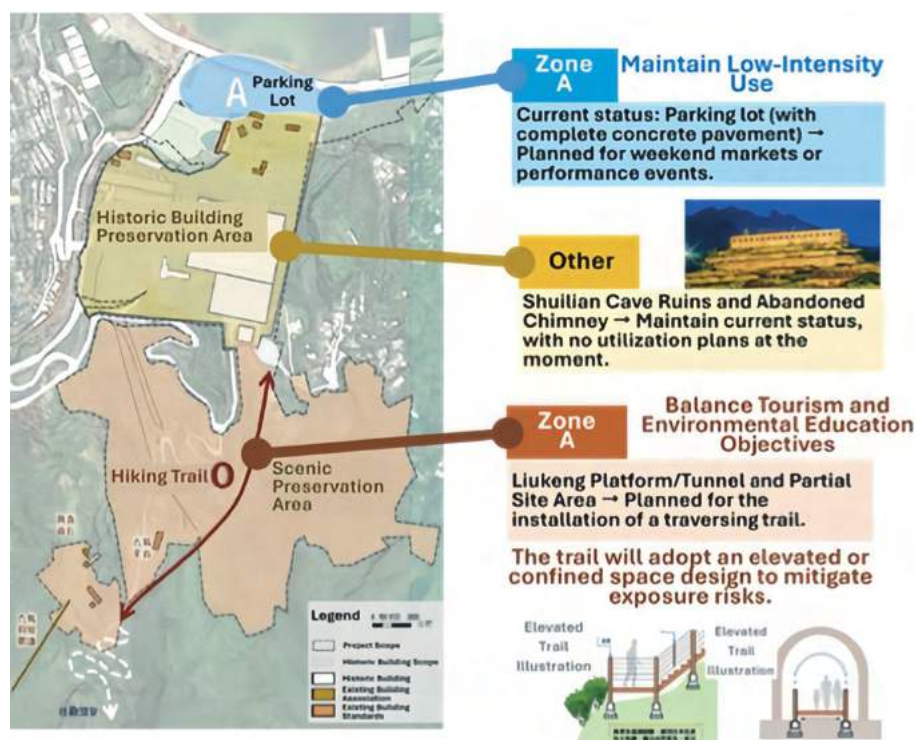 A
Parking
Lot
Historic Building
Preservation Area
Hiking Trail O
Scenic
Preservation
Area
Legend
Project Scope
Historic Building Scope
Historic Building
Existing Building
Existing Building
Standards
Zone
A
Maintain Low-Intensity
Use
Current status: Parking lot (with
complete concrete pavement) →
Planned for weekend markets or
performance events.
Other
Shuilian Cave Ruins and Abandoned
Chimney → Maintain current status,
with no utilization plans at the
moment.
Zone
A
Balance Tourism and
Environmental Education
Objectives
Liukeng Platform/Tunnel and Partial
Site Area → Planned for the
installation of a traversing trail.
The trail will adopt an elevated or
confined space design to mitigate
exposure risks.
Elevated
Trail
Illustration
Elevated
Trail
Illustration